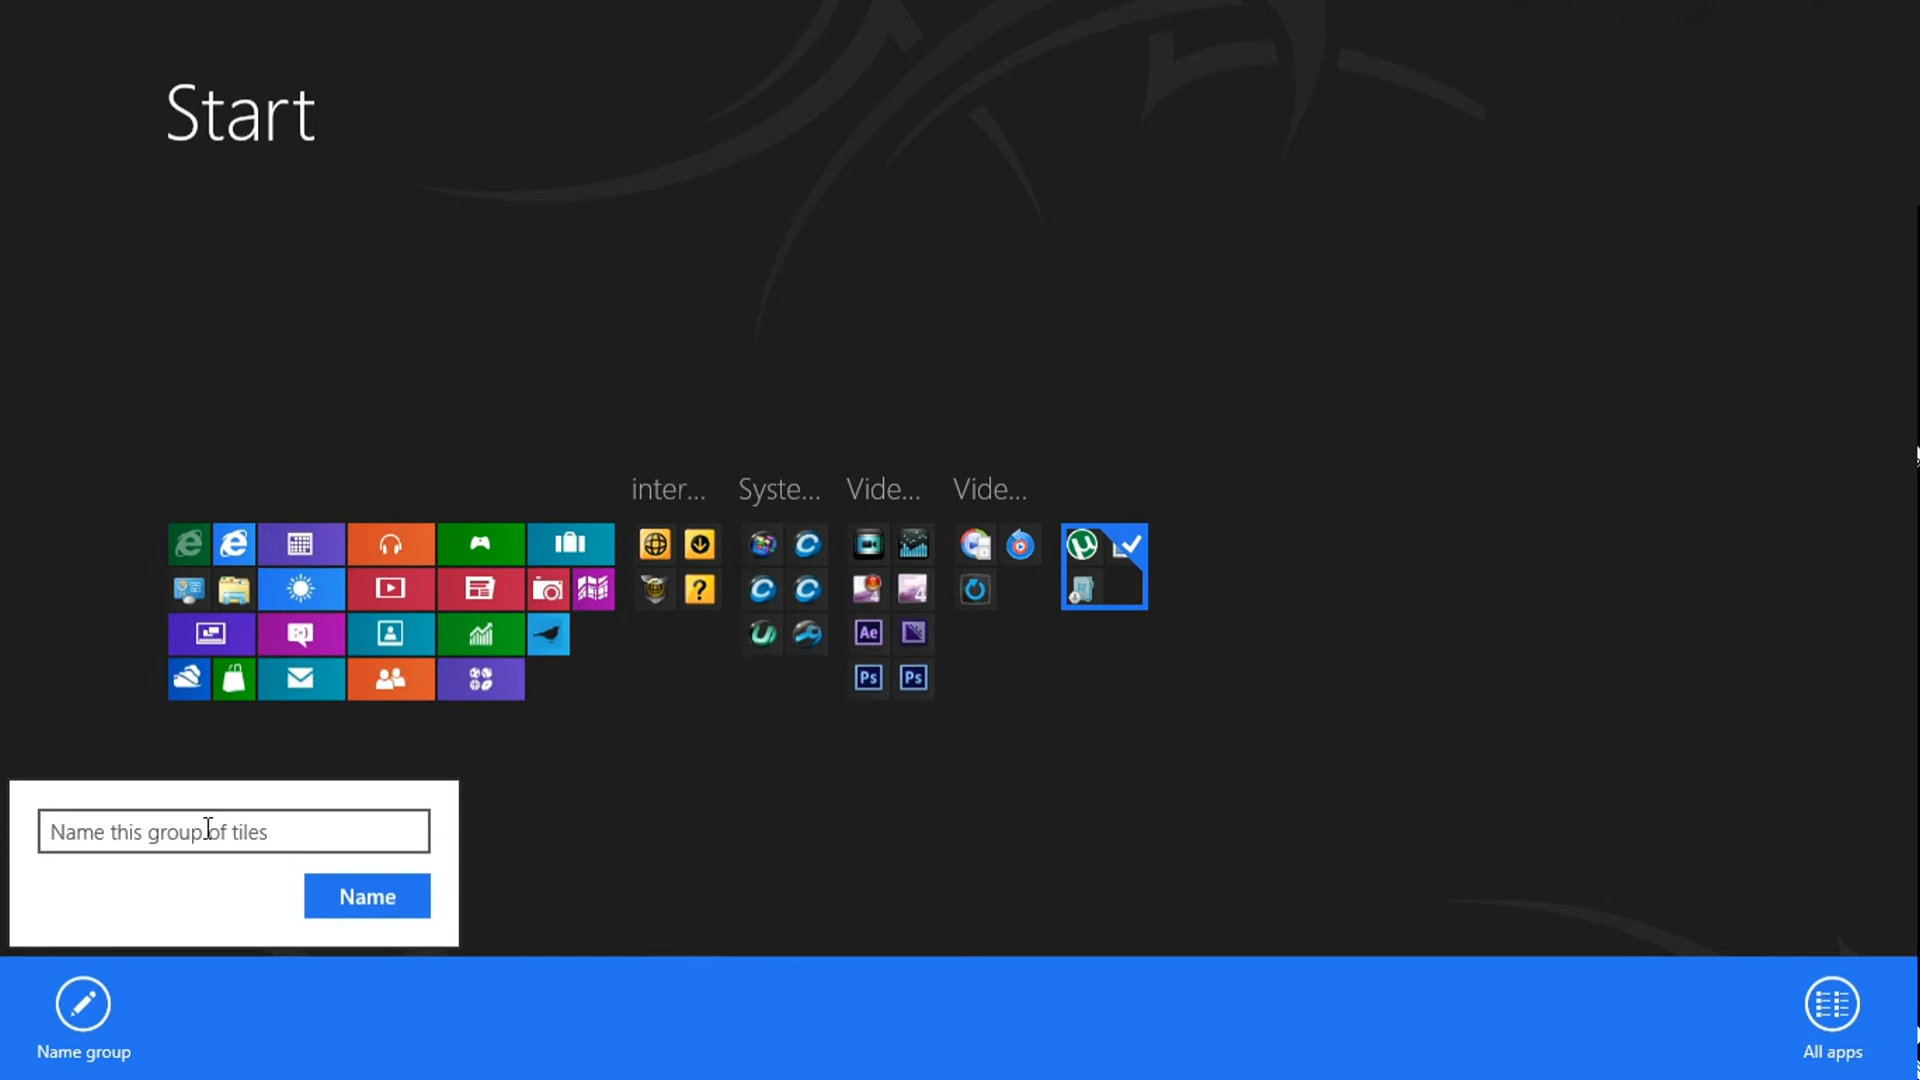 Start
inter...
Syste...
Vide...
Vide...
Ae
Ps
Ps
Name this group of tiles
Name
Name group
All apps